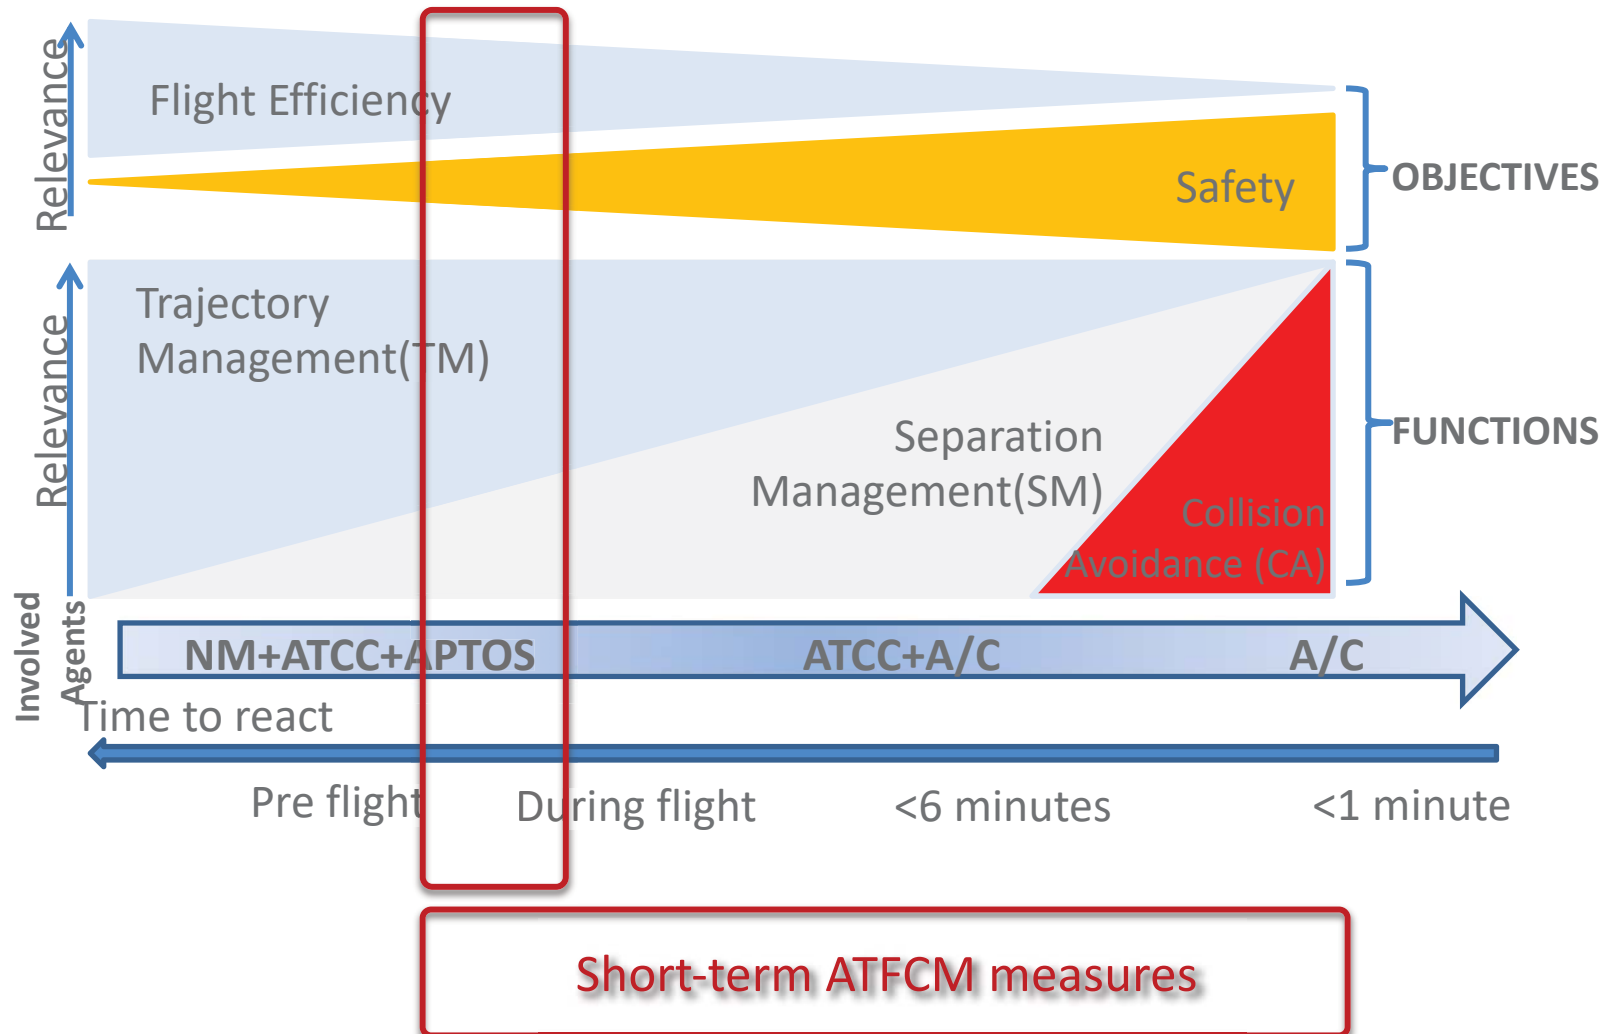 Relevance
Flight Efficiency
Safety
OBJECTIVES
Relevance
Trajectory
Management(TM)
Separation
Management(SM)
Collision
Avoidance (CA)
FUNCTIONS
Involved
Agents
NM+ATCC+APTOS
ATCC+A/C
A/C
Time to react
Pre flight
During flight
<6 minutes
<1 minute
Short-term ATFCM measures